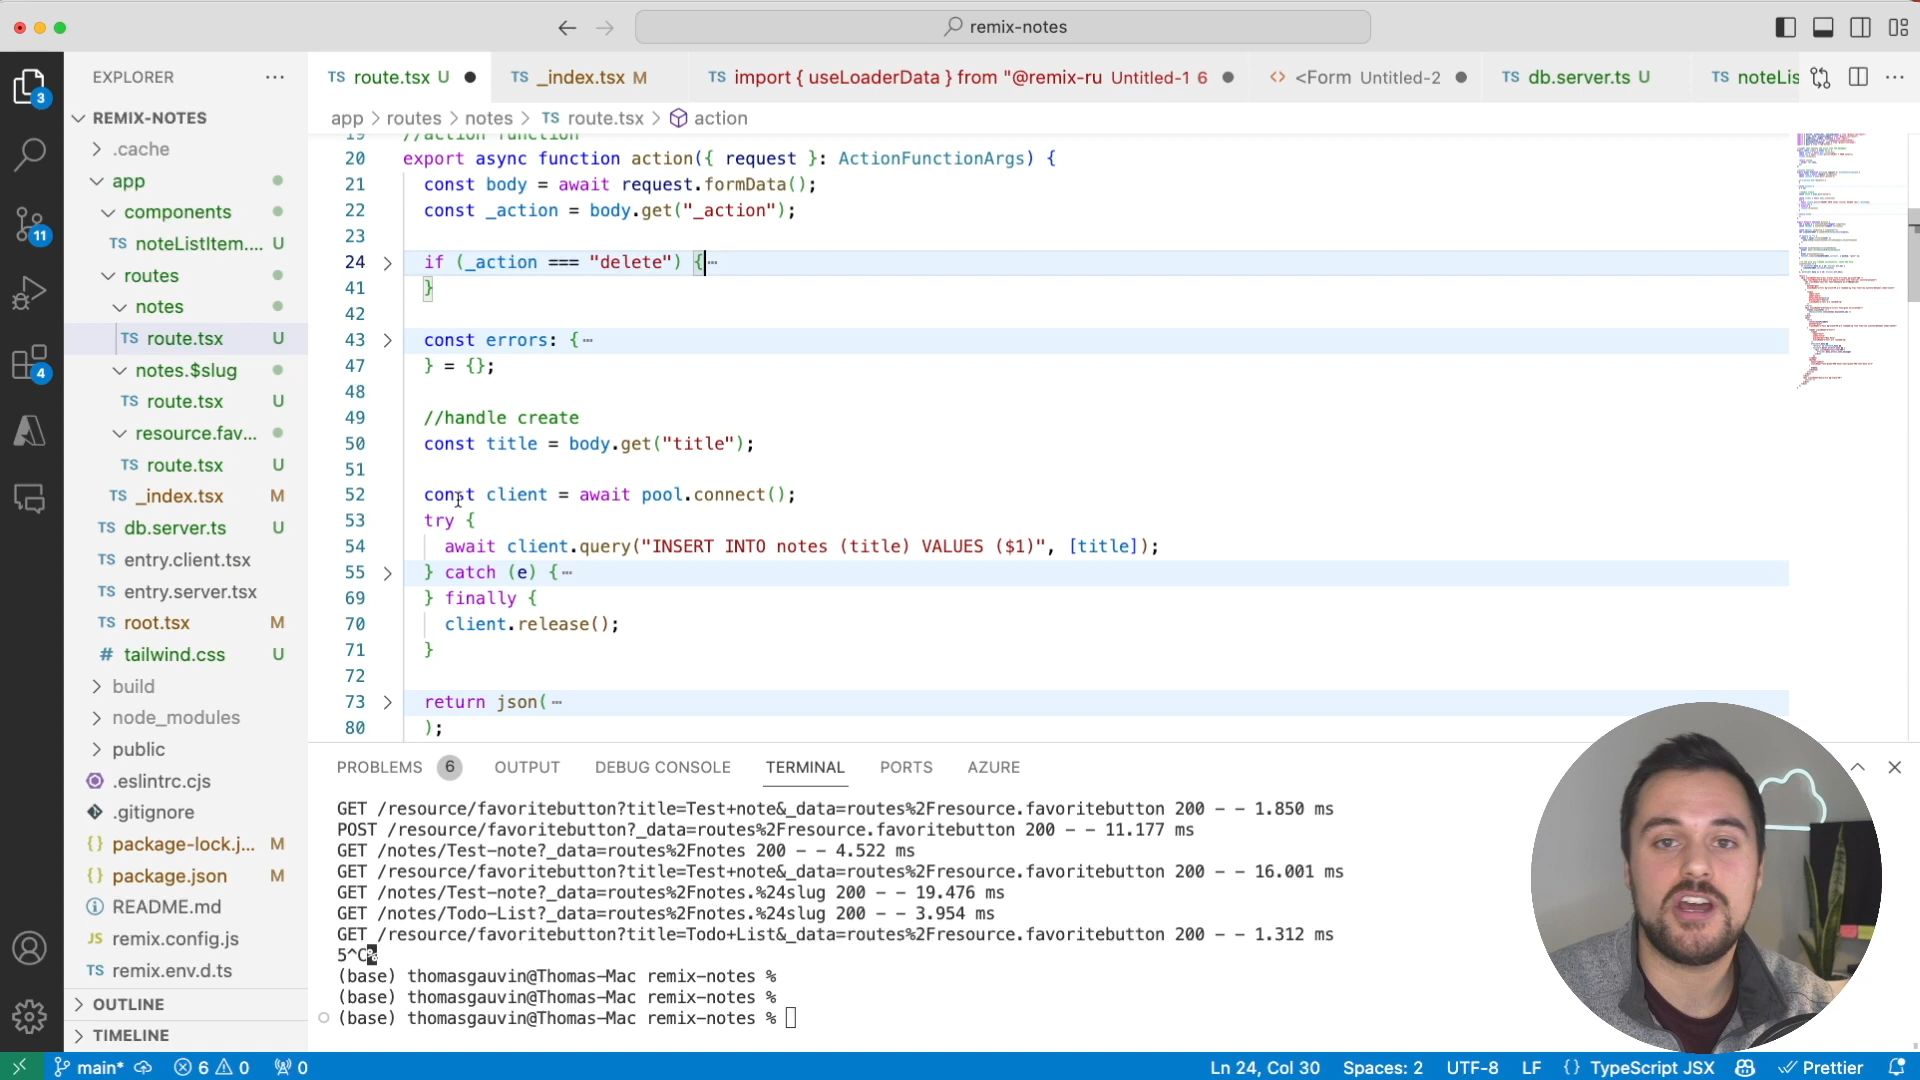 remix-notes
EXPLORER
route.tsx U
_index.tsx M
import { useLoaderData } from "@remix-ru Untitled-1 6
<Form Untitled-2
db.server.ts U
noteLis
app > routes > notes > TS route.tsx > action
REMIX-NOTES
.cache
app
components
TS noteListItem.... U
routes
notes
TS route.tsx U
notes.$slug
TS route.tsx U
resource.fav...
TS route.tsx U
TS _index.tsx M
TS db.server.ts U
TS entry.client.tsx
TS entry.server.tsx
TS root.tsx M
# tailwind.css U
build
node_modules
public
.eslintrc.cjs
.gitignore
{} package-lock.j... M
{} package.json M
README.md
JS remix.config.js
TS remix.env.d.ts
OUTLINE
TIMELINE
3
11
4
19 //action function
20 export async function action({ request }: ActionFunctionArgs) {
21 const body = await request.formData();
22 const _action = body.get("_action");
23
24 if (_action === "delete") {…
41 }
42
43 const errors: {…
47 } = {};
48
49 //handle create
50 const title = body.get("title");
51
52 const client = await pool.connect();
53 try {
54 await client.query("INSERT INTO notes (title) VALUES ($1)", [title]);
55 } catch (e) {…
69 } finally {
70 client.release();
71 }
72
73 return json(…
80 );
PROBLEMS 6 OUTPUT DEBUG CONSOLE TERMINAL PORTS AZURE
GET /resource/favoritebutton?title=Test+note&_data=routes%2Fresource.favoritebutton 200 - - 1.850 ms
POST /resource/favoritebutton?_data=routes%2Fresource.favoritebutton 200 - - 11.177 ms
GET /notes/Test-note?_data=routes%2Fnotes 200 - - 4.522 ms
GET /resource/favoritebutton?title=Test+note&_data=routes%2Fresource.favoritebutton 200 - - 16.001 ms
GET /notes/Test-note?_data=routes%2Fnotes.%24slug 200 - - 19.476 ms
GET /notes/Todo-List?_data=routes%2Fnotes.%24slug 200 - - 3.954 ms
GET /resource/favoritebutton?title=Todo+List&_data=routes%2Fresource.favoritebutton 200 - - 1.312 ms
5^C%
(base) thomasgauvin@Thomas-Mac remix-notes %
(base) thomasgauvin@Thomas-Mac remix-notes %
(base) thomasgauvin@Thomas-Mac remix-notes %
main* 6 0 0 Ln 24, Col 30 Spaces: 2 UTF-8 LF {} TypeScript JSX Prettier